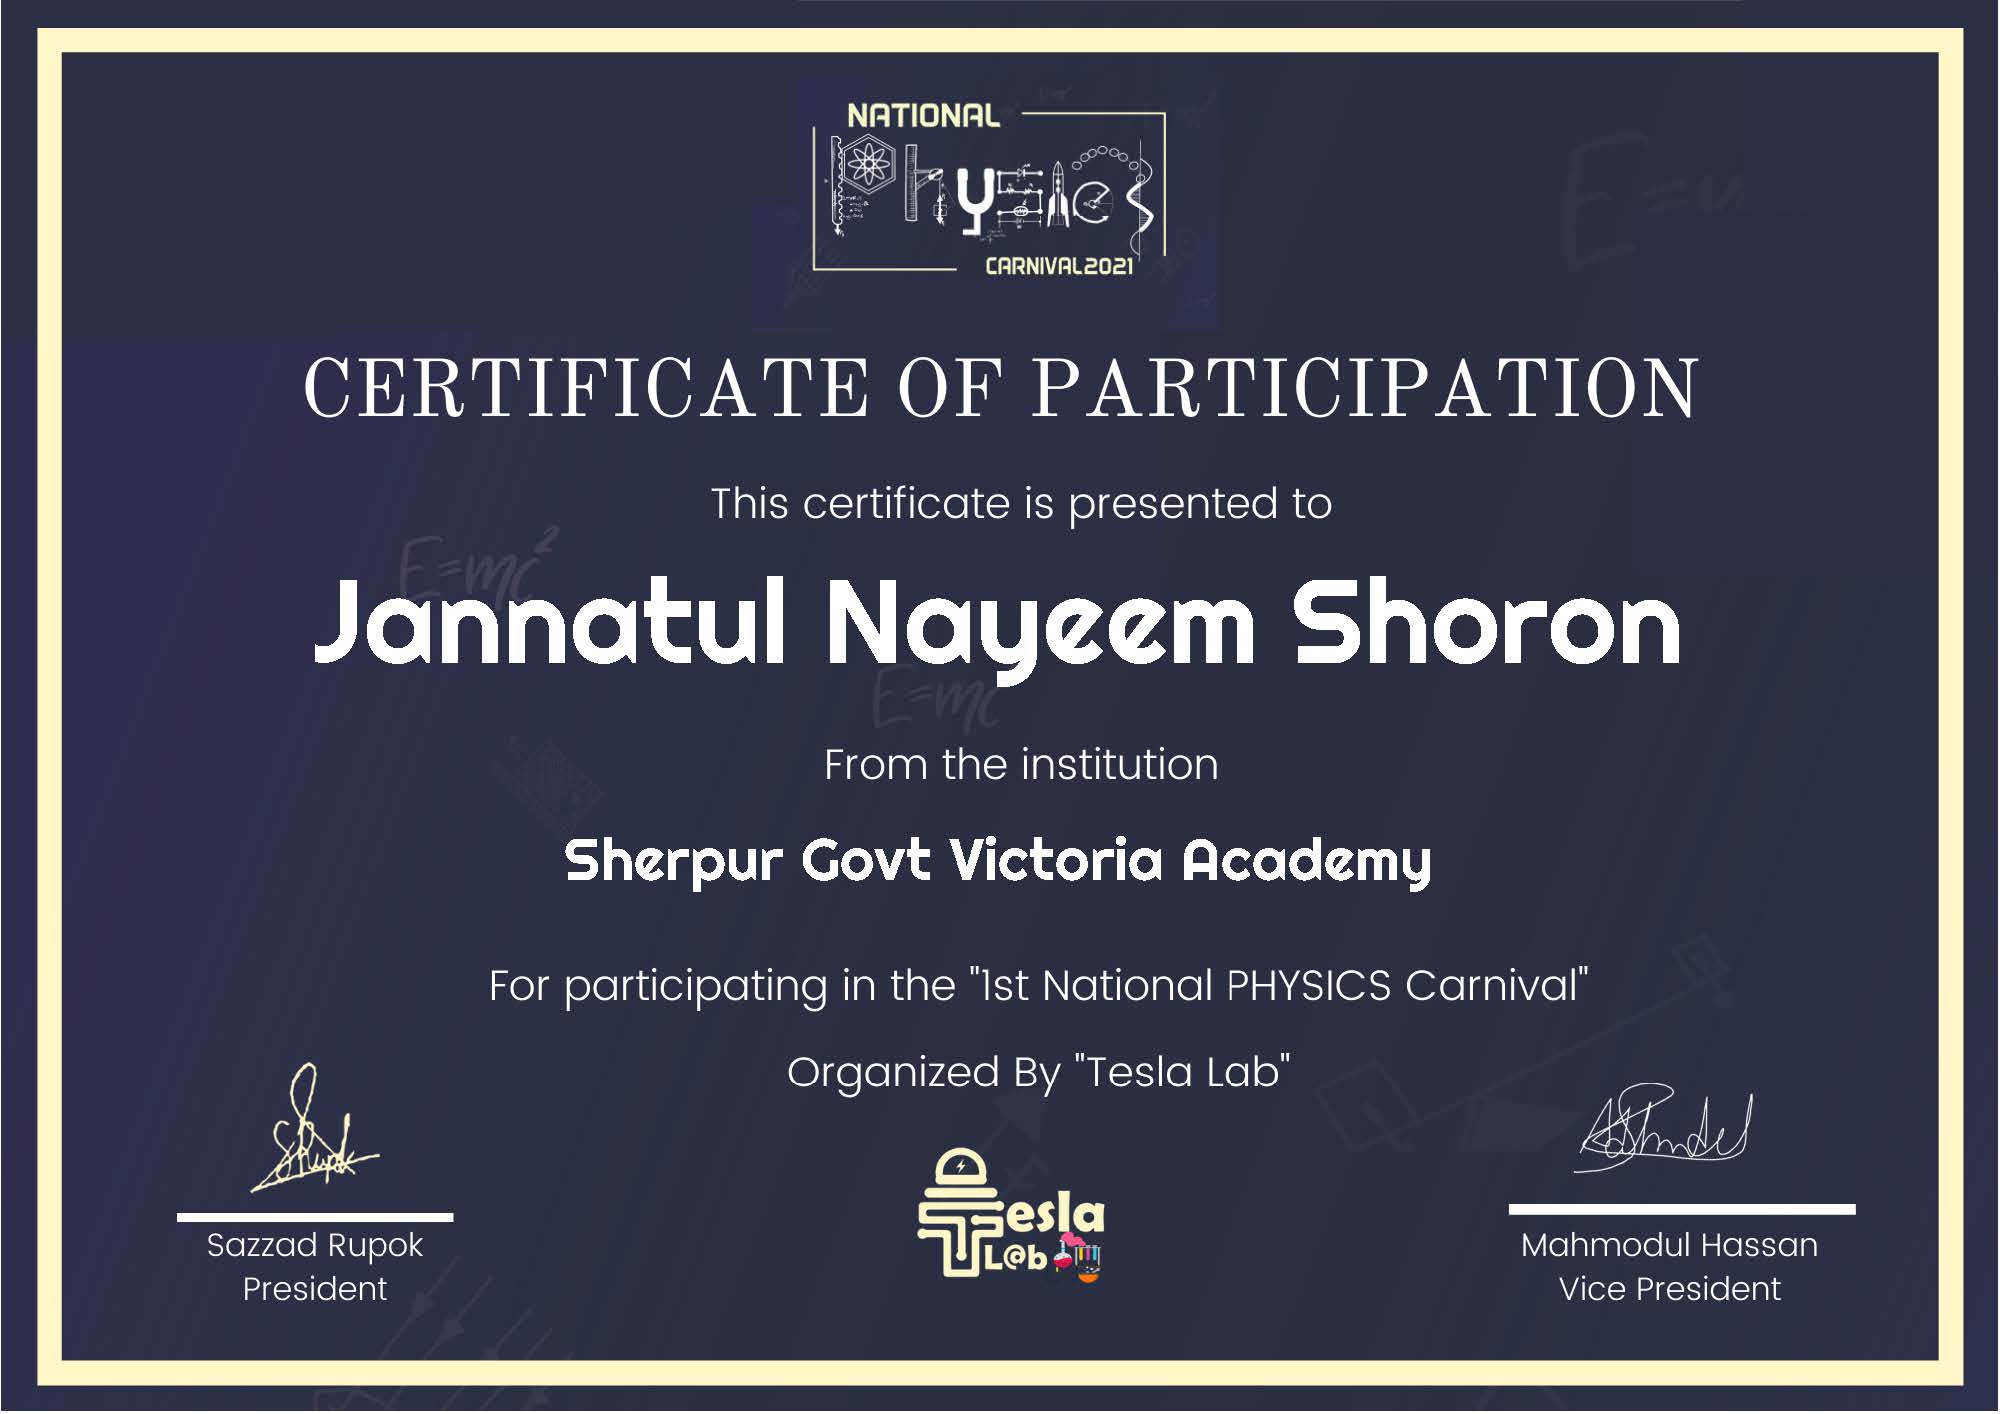 NATIONAL
Physics
CARNIVAL2021
CERTIFICATE OF PARTICIPATION
This certificate is presented to
E=mc²
Jannatul Nayeem Shoron
E=mc
From the institution
Sherpur Govt Victoria Academy
For participating in the "1st National PHYSICS Carnival"
Organized By "Tesla Lab"
Tesla
L@b
Sazzad Rupok
President
Mahmodul Hassan
Vice President